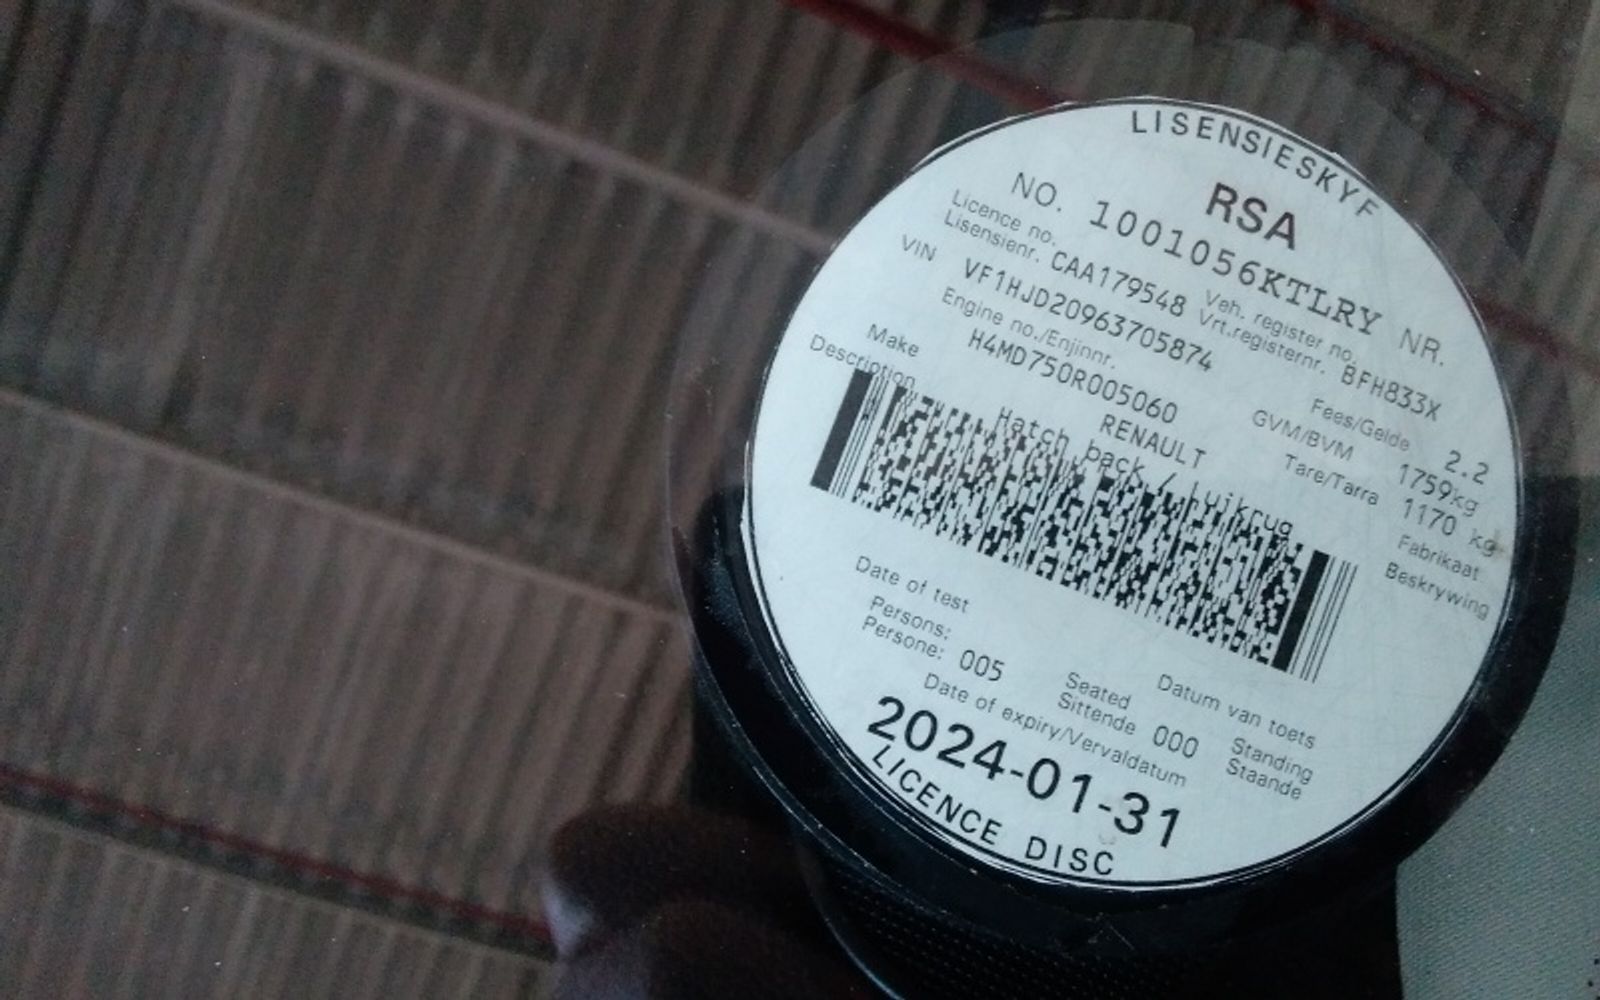 LISENSIESKYF
RSA
NO. 1001056KTLRY NR.
Licence no. Veh. register no.
Lisensienr. CAA179548 Vrt.registernr. BFH833X
VIN VF1HJD20963705874
Engine no./Enjinnr. Fees/Gelde 2.2
H4MD750R005060 GVM/BVM 1759kg
Make RENAULT Tare/Tarra 1170 kg
Fabrikaat
Description Hatch back / Luikrug Beskrywing
Date of test Datum van toets
Persons: Seated Standing
Persone: 005 Sittende 000 Staande
Date of expiry/Vervaldatum
2024-01-31
LICENCE DISC